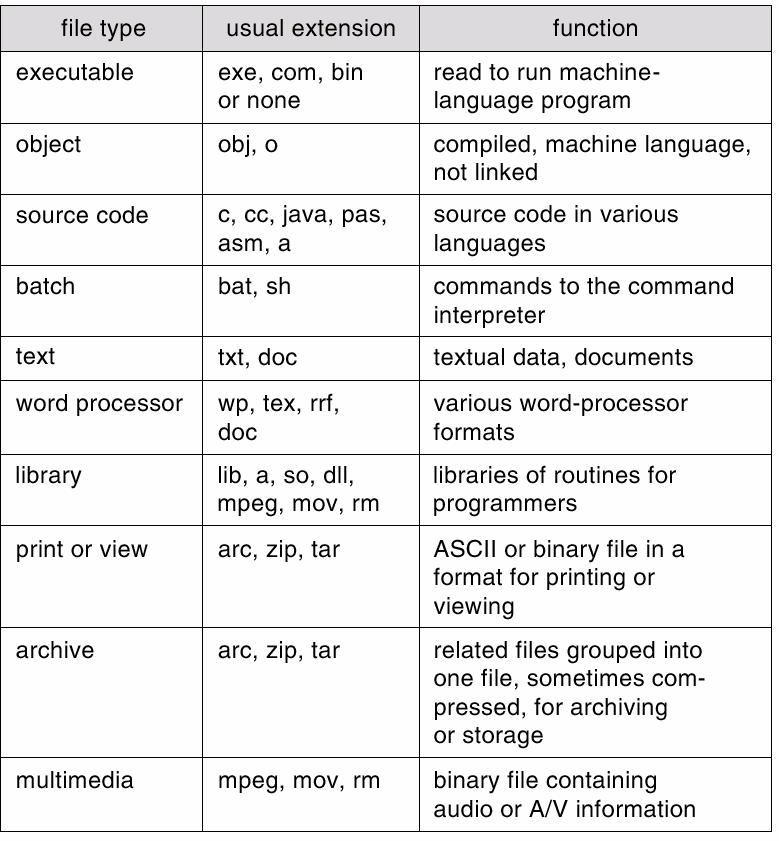 file type usual extension function
executable exe, com, bin read to run machine-
or none language program
object obj, o compiled, machine language,
not linked
source code c, cc, java, pas, source code in various
asm, a languages
batch bat, sh commands to the command
interpreter
text txt, doc textual data, documents
word processor wp, tex, rrf, various word-processor
doc formats
library lib, a, so, dll, libraries of routines for
mpeg, mov, rm programmers
print or view arc, zip, tar ASCII or binary file in a
format for printing or
viewing
archive arc, zip, tar related files grouped into
one file, sometimes com-
pressed, for archiving
or storage
multimedia mpeg, mov, rm binary file containing
audio or A/V information